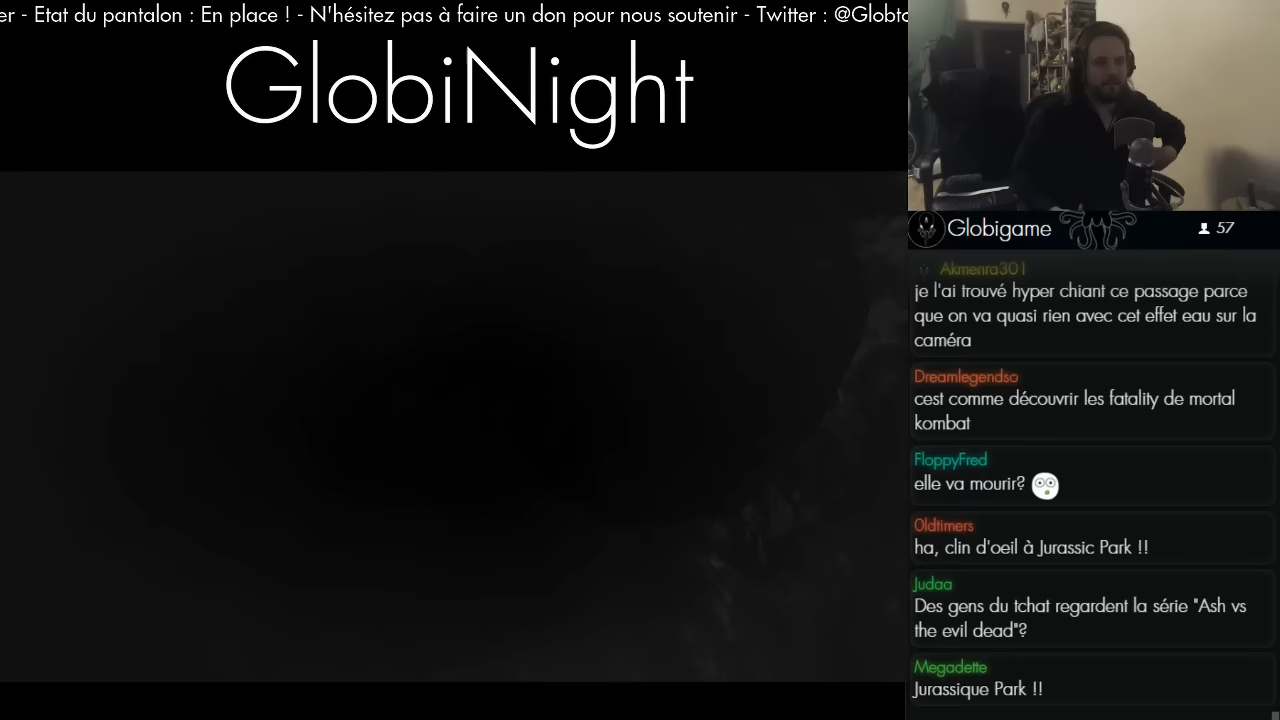 er - Etat du pantalon : En place ! - N'hésitez pas à faire un don pour nous soutenir - Twitter : @Globto
GlobiNight
Globigame
57
Akmenra301
je l'ai trouvé hyper chiant ce passage parce
que on va quasi rien avec cet effet eau sur la
caméra
Dreamlegendso
cest comme découvrir les fatality de mortal
kombat
FloppyFred
elle va mourir?
0ldtimers
ha, clin d'oeil à Jurassic Park !!
Judaa
Des gens du tchat regardent la série "Ash vs
the evil dead"?
Megadette
Jurassique Park !!